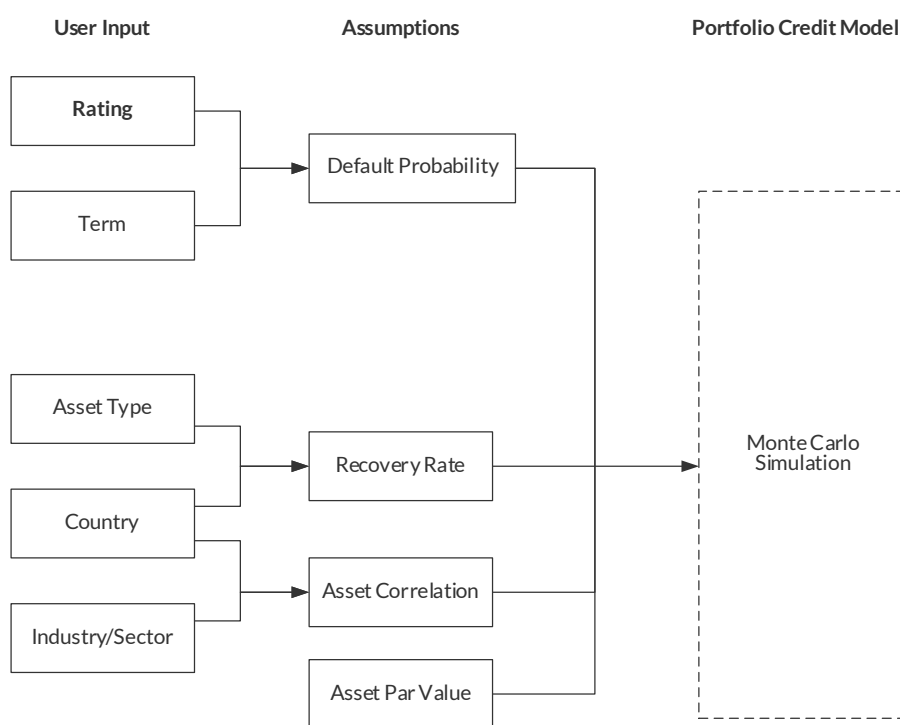 User Input
Assumptions
Portfolio Credit Model
Rating
Default Probability
Term
Asset Type
Recovery Rate
Monte Carlo
Simulation
Country
Asset Correlation
Industry/Sector
Asset Par Value